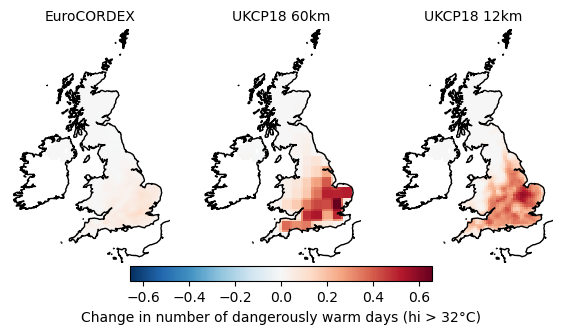 EuroCORDEX UKCP18 60km UKCP18 12km
−0.6 −0.4 −0.2 0.0 0.2 0.4 0.6
Change in number of dangerously warm days (hi > 32°C)